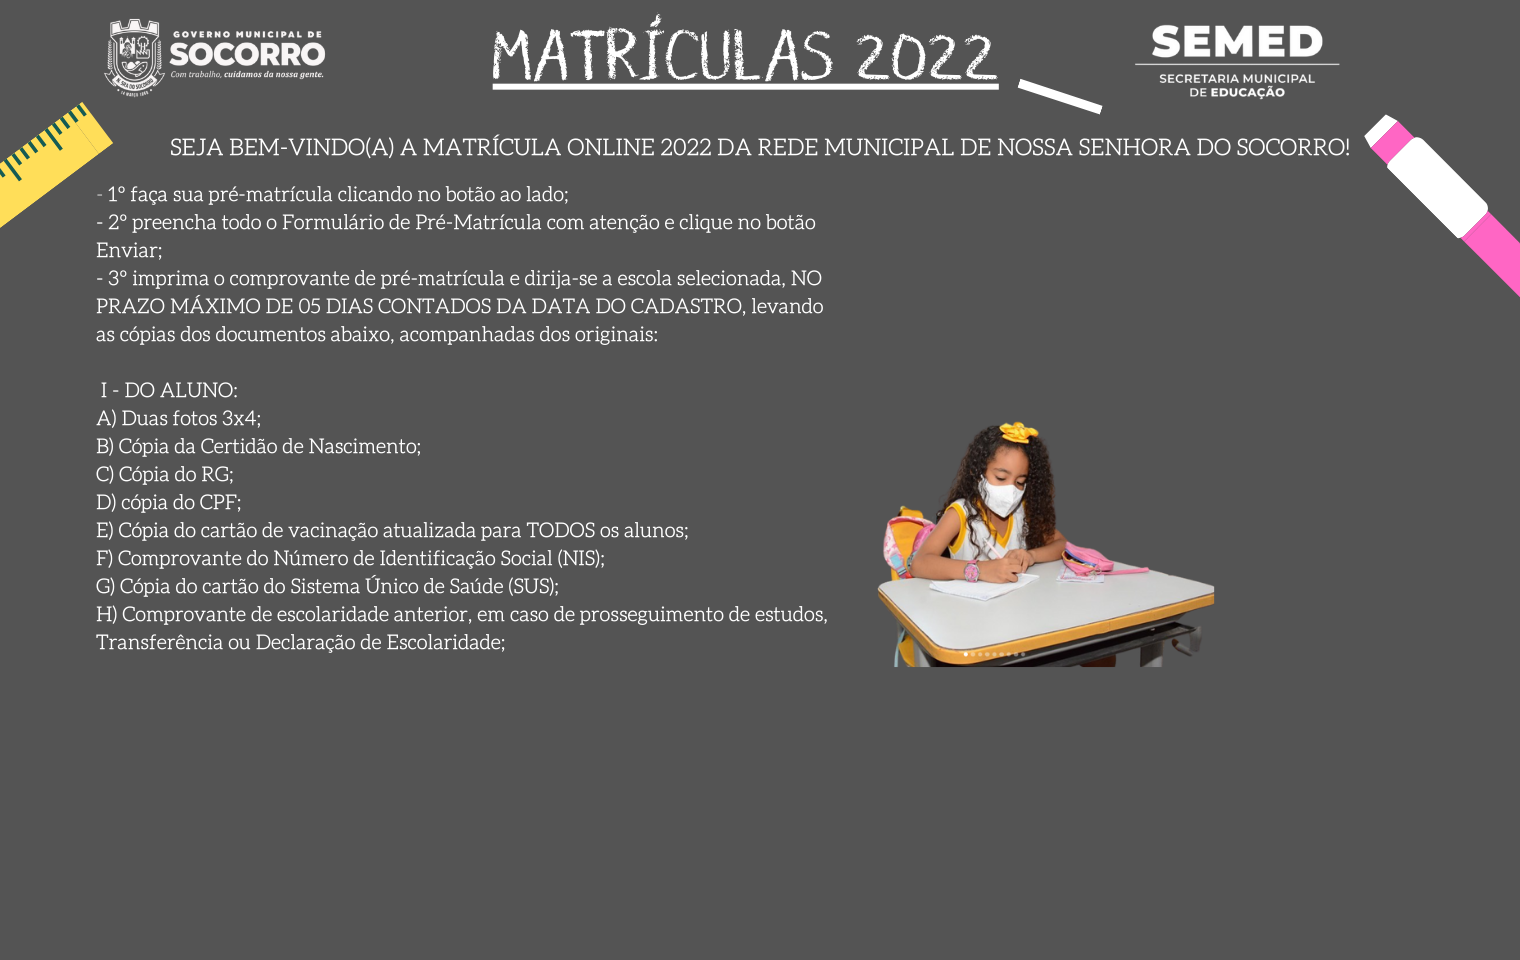 GOVERNO MUNICIPAL DE
SOCORRO
Com trabalho, cuidamos da nossa gente.
MATRÍCULAS 2022
SEMED
SECRETARIA MUNICIPAL
DE EDUCAÇÃO
SEJA BEM-VINDO(A) A MATRÍCULA ONLINE 2022 DA REDE MUNICIPAL DE NOSSA SENHORA DO SOCORRO!
- 1º faça sua pré-matrícula clicando no botão ao lado;
- 2º preencha todo o Formulário de Pré-Matrícula com atenção e clique no botão
Enviar;
- 3º imprima o comprovante de pré-matrícula e dirija-se a escola selecionada, NO
PRAZO MÁXIMO DE 05 DIAS CONTADOS DA DATA DO CADASTRO, levando
as cópias dos documentos abaixo, acompanhadas dos originais:
I - DO ALUNO:
A) Duas fotos 3x4;
B) Cópia da Certidão de Nascimento;
C) Cópia do RG;
D) cópia do CPF;
E) Cópia do cartão de vacinação atualizada para TODOS os alunos;
F) Comprovante do Número de Identificação Social (NIS);
G) Cópia do cartão do Sistema Único de Saúde (SUS);
H) Comprovante de escolaridade anterior, em caso de prosseguimento de estudos,
Transferência ou Declaração de Escolaridade;